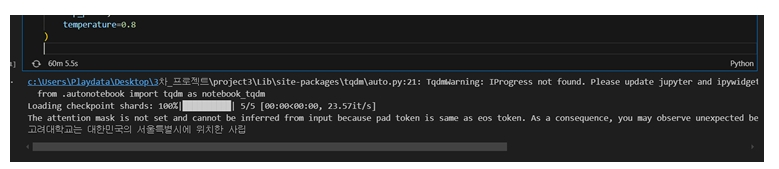 temperature=0.8
)
60m 5.5s
Python
c:\Users\Playdata\Desktop\3차_프로젝트\project3\Lib\site-packages\tqdm\auto.py:21: TqdmWarning: IProgress not found. Please update jupyter and ipywidget
from .autonotebook import tqdm as notebook_tqdm
Loading checkpoint shards: 100%|██████████| 5/5 [00:00<00:00, 23.57it/s]
The attention mask is not set and cannot be inferred from input because pad token is same as eos token. As a consequence, you may observe unexpected be
고려대학교는 대한민국의 서울특별시에 위치한 사립